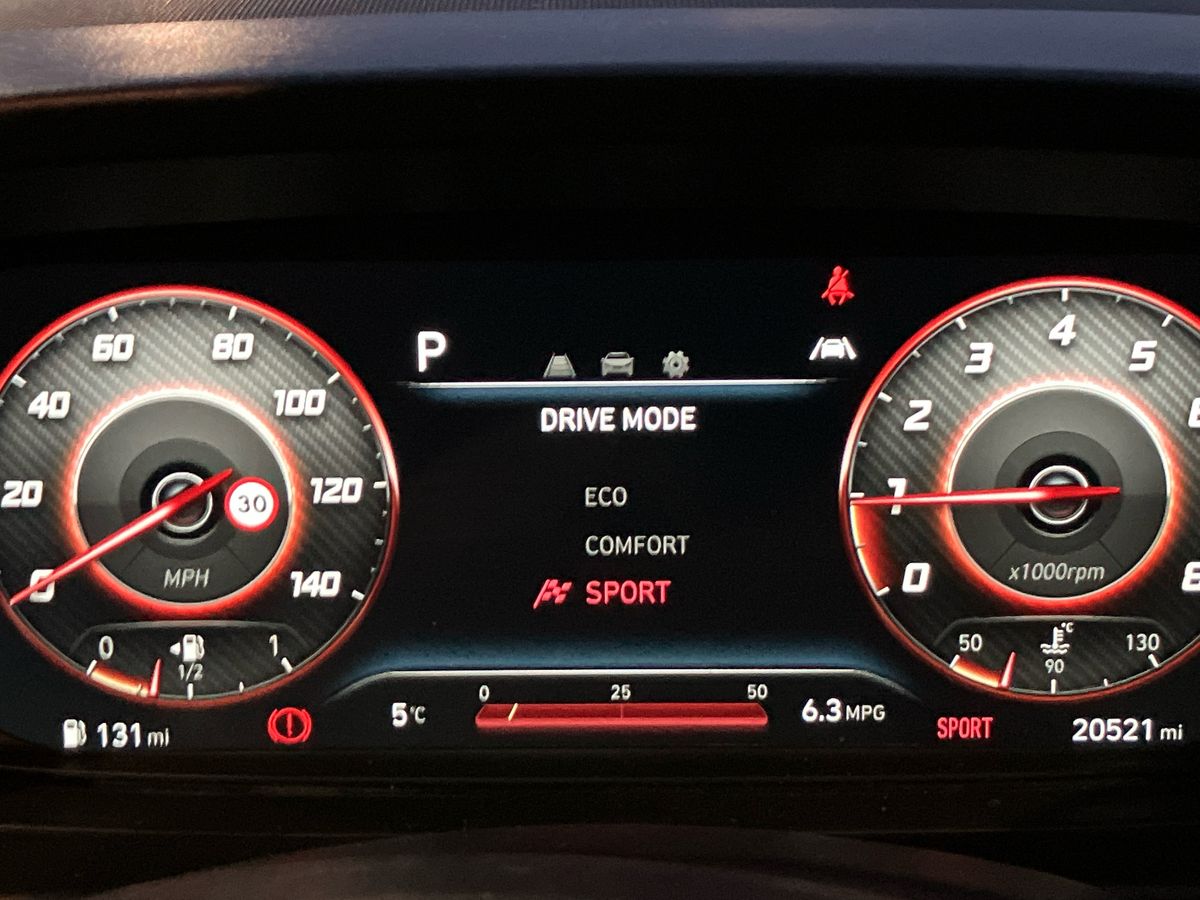 0
20
40
60
80
100
120
140
30
MPH
0
1/2
1
131 mi
P
DRIVE MODE
ECO
COMFORT
SPORT
5°C
0 25 50
6.3 MPG
0
1
2
3
4
5
6
8
x1000rpm
50
°C
90
130
SPORT
20521 mi